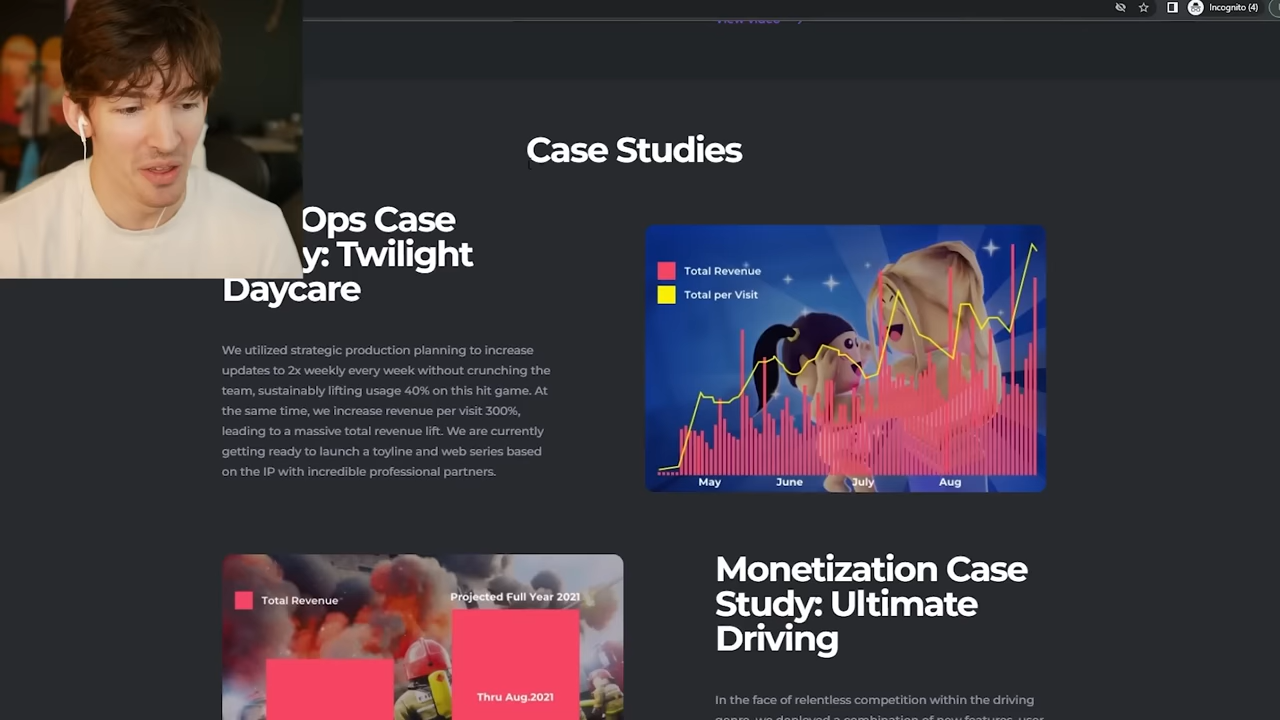 Incognito (4)
Case Studies
Ops Case
y: Twilight
Daycare
We utilized strategic production planning to increase
updates to 2x weekly every week without crunching the
team, sustainably lifting usage 40% on this hit game. At
the same time, we increase revenue per visit 300%,
leading to a massive total revenue lift. We are currently
getting ready to launch a toyline and web series based
on the IP with incredible professional partners.
Total Revenue
Total per Visit
May June July Aug
Total Revenue
Projected Full Year 2021
Thru Aug.2021
Monetization Case
Study: Ultimate
Driving
In the face of relentless competition within the driving